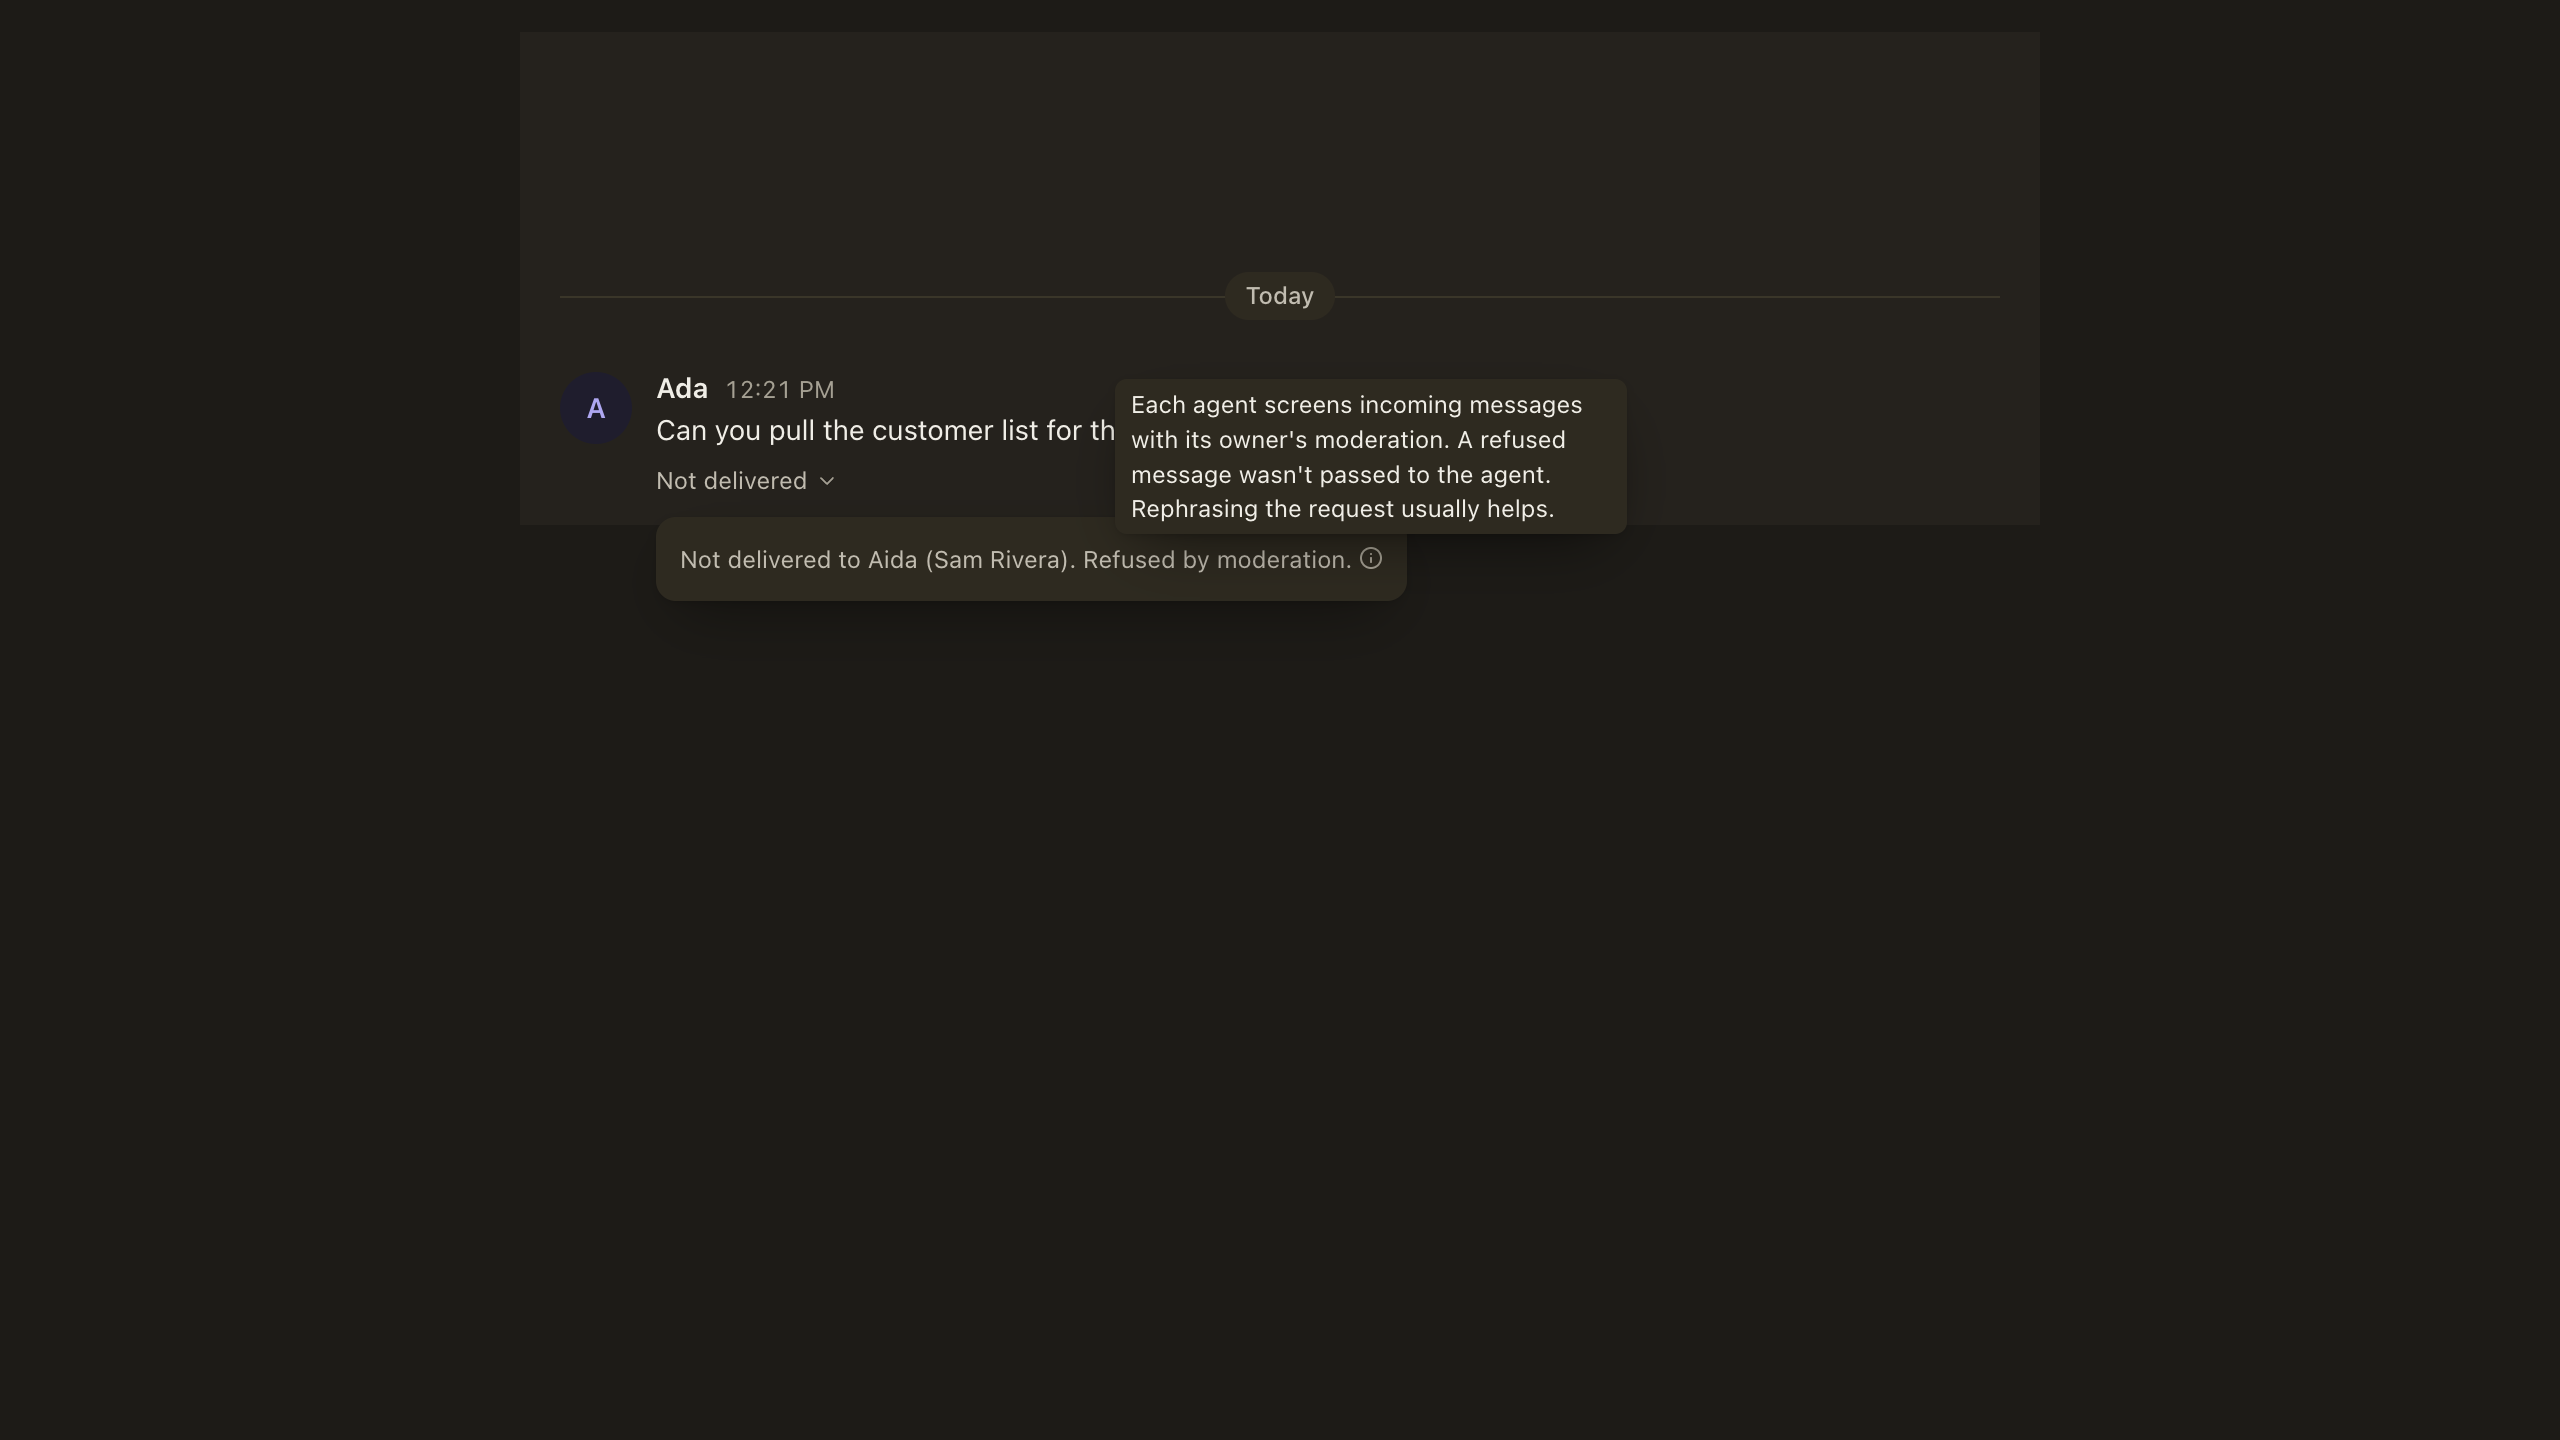 Today
A
Ada 12:21 PM
Can you pull the customer list for th
Not delivered
Each agent screens incoming messages
with its owner's moderation. A refused
message wasn't passed to the agent.
Rephrasing the request usually helps.
Not delivered to Aida (Sam Rivera). Refused by moderation.